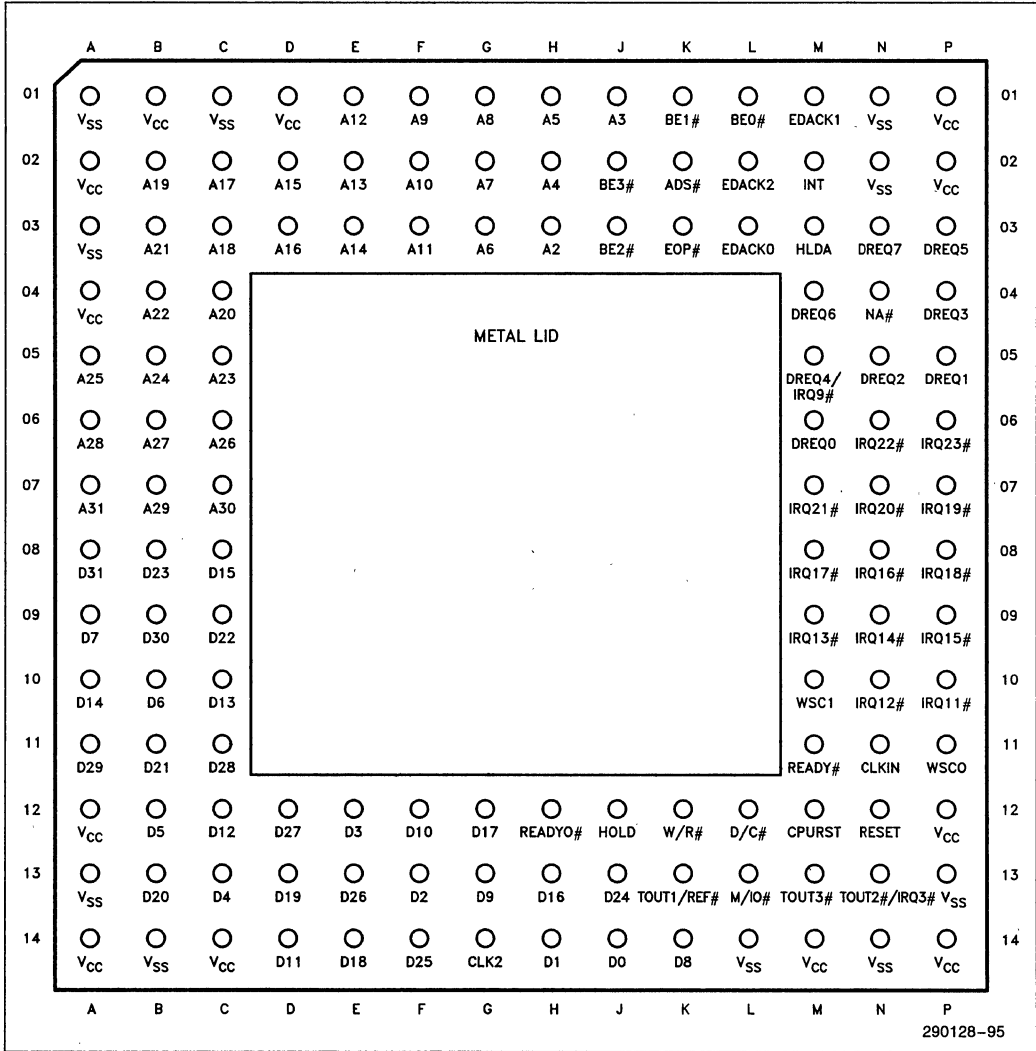 A B C D E F G H J K L M N P
01 01
VSS VCC VSS VCC A12 A9 A8 A5 A3 BE1# BE0# EDACK1 VSS VCC
02 02
VCC A19 A17 A15 A13 A10 A7 A4 BE3# ADS# EDACK2 INT VSS VCC
03 03
VSS A21 A18 A16 A14 A11 A6 A2 BE2# EOP# EDACK0 HLDA DREQ7 DREQ5
04 04
VCC A22 A20 DREQ6 NA# DREQ3
METAL LID
05 05
A25 A24 A23 DREQ4/ DREQ2 DREQ1
IRQ9#
06 06
A28 A27 A26 DREQ0 IRQ22# IRQ23#
07 07
A31 A29 A30 IRQ21# IRQ20# IRQ19#
08 08
D31 D23 D15 IRQ17# IRQ16# IRQ18#
09 09
D7 D30 D22 IRQ13# IRQ14# IRQ15#
10 10
D14 D6 D13 WSC1 IRQ12# IRQ11#
11 11
D29 D21 D28 READY# CLKIN WSC0
12 12
VCC D5 D12 D27 D3 D10 D17 READYO# HOLD W/R# D/C# CPURST RESET VCC
13 13
VSS D20 D4 D19 D26 D2 D9 D16 D24 TOUT1/REF# M/IO# TOUT3# TOUT2#/IRQ3# VSS
14 14
VCC VSS VCC D11 D18 D25 CLK2 D1 D0 D8 VSS VCC VSS VCC
A B C D E F G H J K L M N P
290128-95